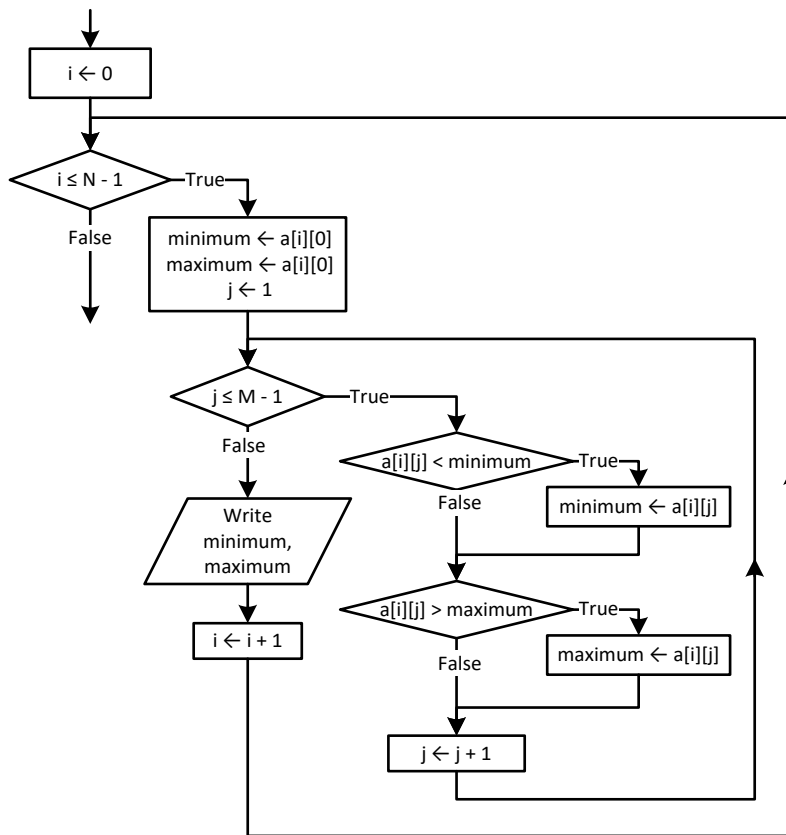 i ← 0
i ≤ N - 1
True
False
minimum ← a[i][0]
maximum ← a[i][0]
j ← 1
j ≤ M - 1
True
False
a[i][j] < minimum
True
False
minimum ← a[i][j]
Write
minimum,
maximum
a[i][j] > maximum
True
False
maximum ← a[i][j]
i ← i + 1
j ← j + 1